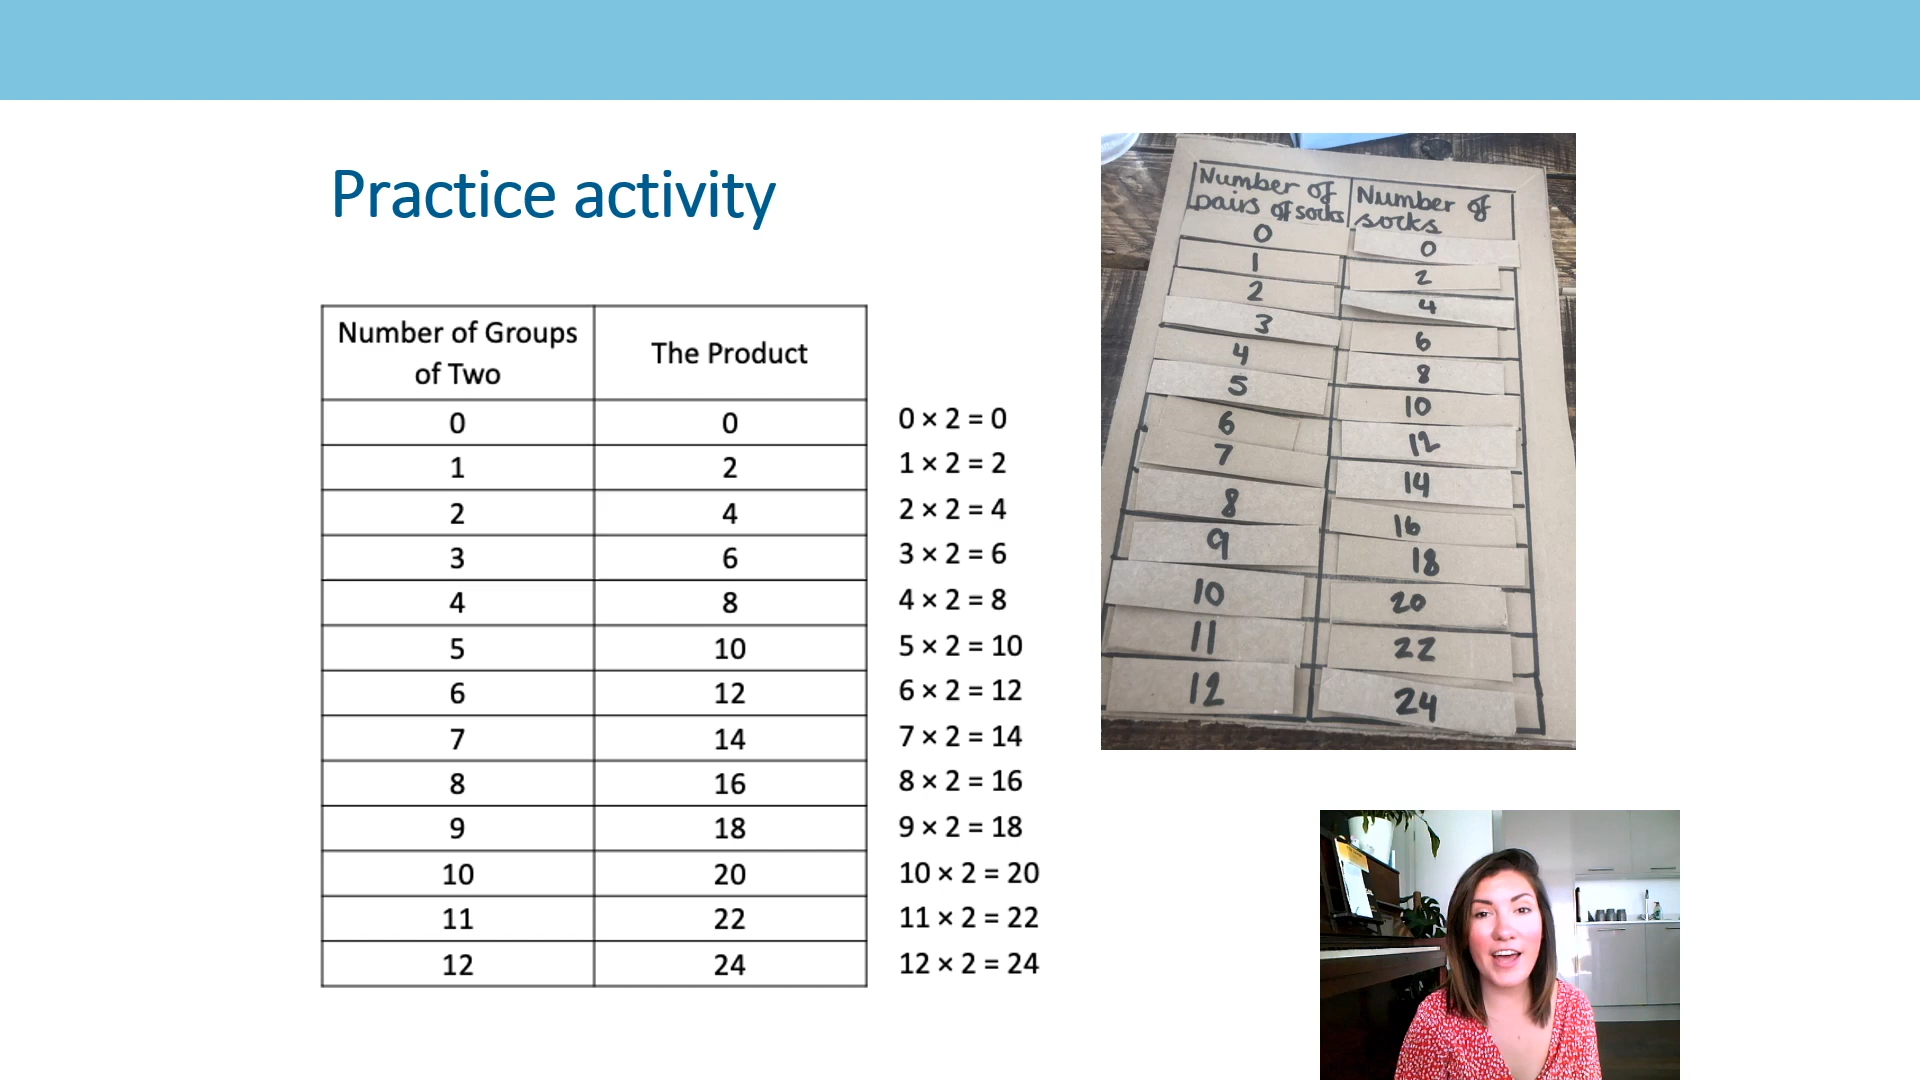 Practice activity
Number of Groups
of Two
The Product
0 0 0 × 2 = 0
1 2 1 × 2 = 2
2 4 2 × 2 = 4
3 6 3 × 2 = 6
4 8 4 × 2 = 8
5 10 5 × 2 = 10
6 12 6 × 2 = 12
7 14 7 × 2 = 14
8 16 8 × 2 = 16
9 18 9 × 2 = 18
10 20 10 × 2 = 20
11 22 11 × 2 = 22
12 24 12 × 2 = 24
Number of
pairs of socks
Number of
socks
0 0
1 2
2 4
3 6
4 8
5 10
6 12
7 14
8 16
9 18
10 20
11 22
12 24